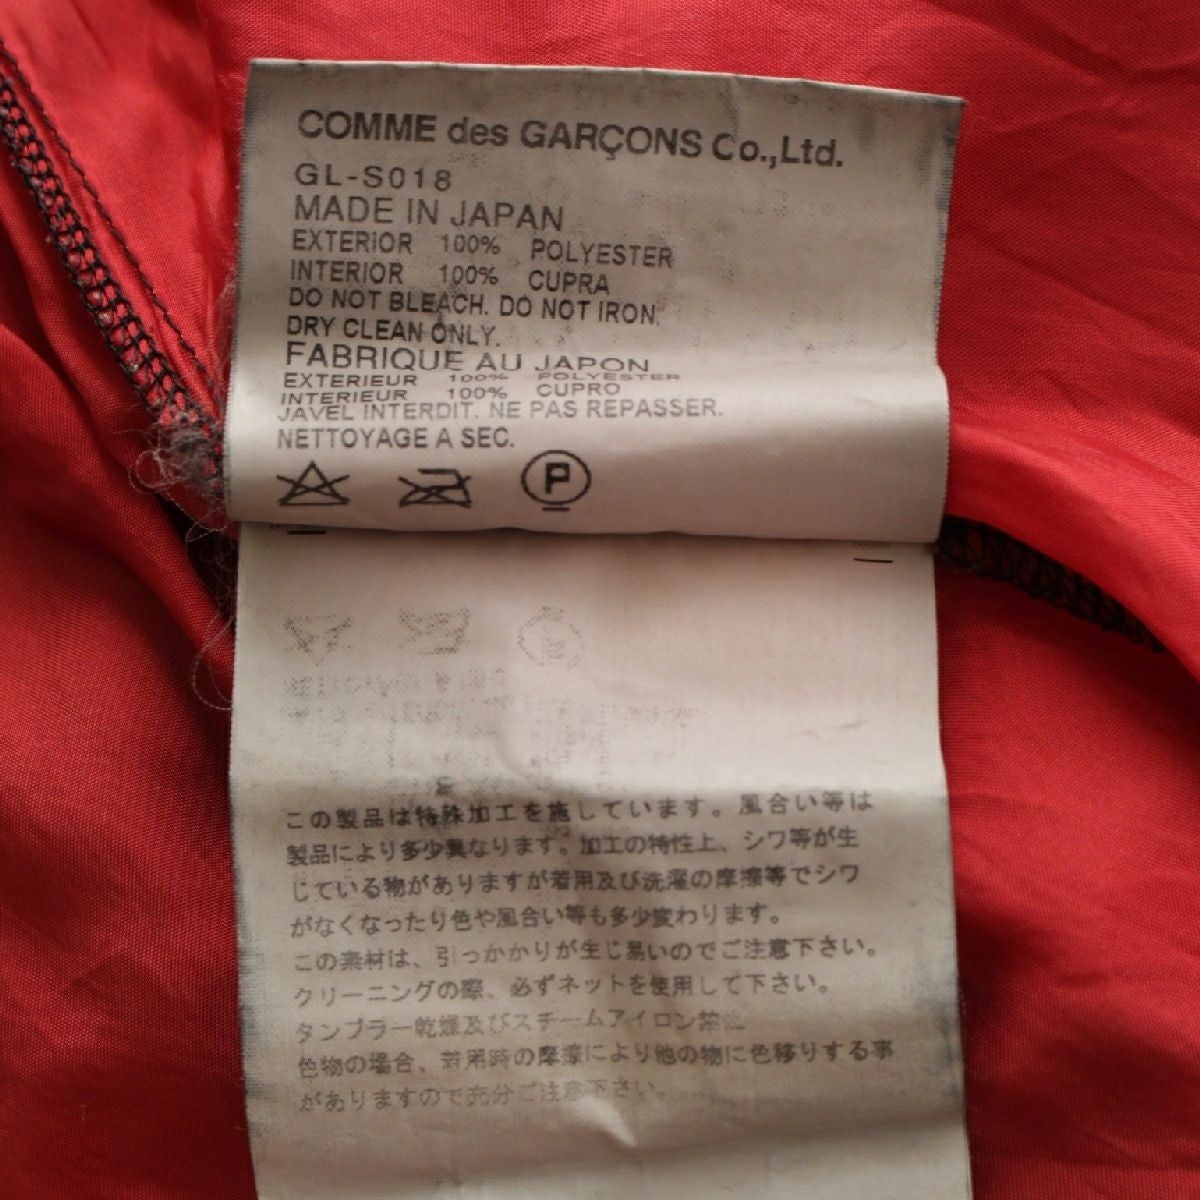 COMME des GARÇONS Co.,Ltd.
GL-S018
MADE IN JAPAN
EXTERIOR 100% POLYESTER
INTERIOR 100% CUPRA
DO NOT BLEACH. DO NOT IRON.
DRY CLEAN ONLY.
FABRIQUE AU JAPON
EXTERIEUR 100% POLYESTER
INTERIEUR 100% CUPRO
JAVEL INTERDIT. NE PAS REPASSER.
NETTOYAGE A SEC.
P
この製品は特殊加工を施しています。風合い等は
製品により多少異なります。加工の特性上、シワ等が生
じている物がありますが着用及び洗濯の摩擦等でシワ
がなくなったり色や風合い等も多少変わります。
この素材は、引っかかりが生じ易いのでご注意下さい。
クリーニングの際、必ずネットを使用して下さい。
タンブラー乾燥及びスチームアイロン禁止
色物の場合、着用時の摩擦により他の物に色移りする事
がありますので充分ご注意下さい。